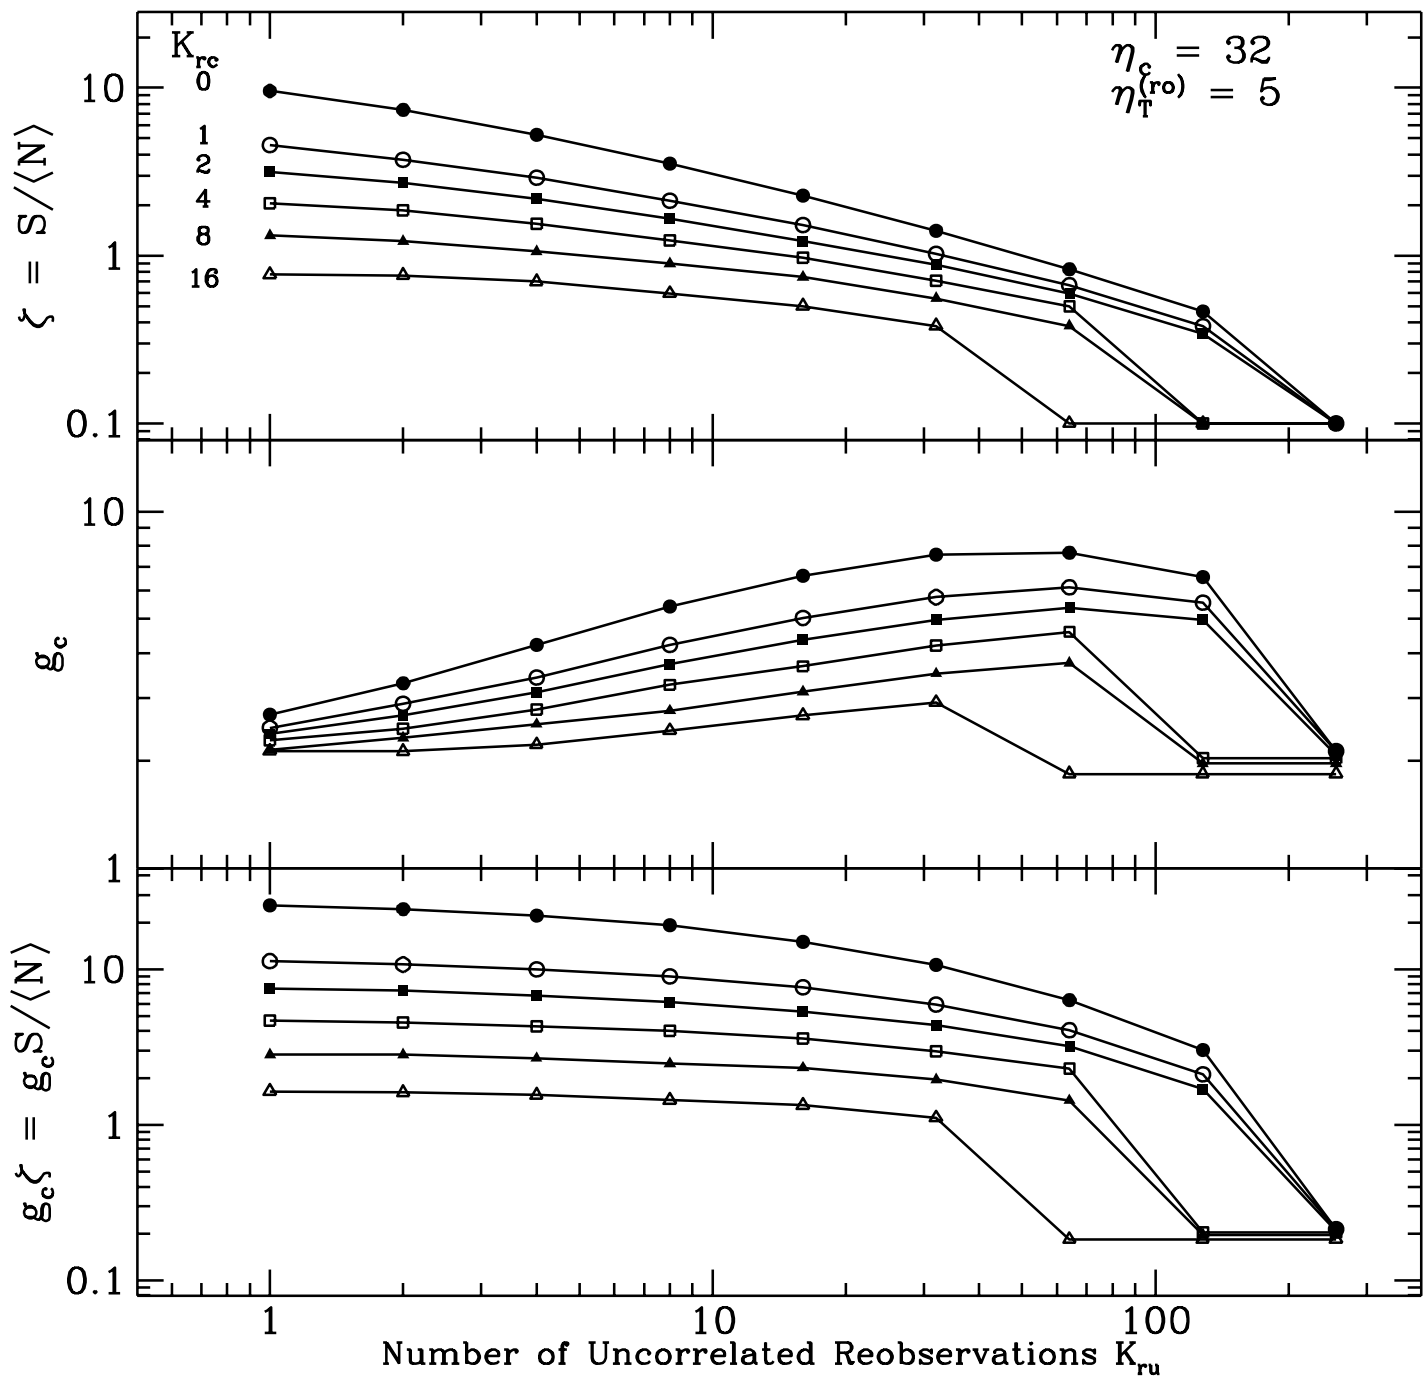 K_rc
0
1
2
4
8
16
η_c = 32
η_T^(ro) = 5
ζ = S/⟨N⟩
10
1
0.1
g_c
10
1
g_cζ = g_cS/⟨N⟩
10
1
0.1
1 10 100
Number of Uncorrelated Reobservations K_ru